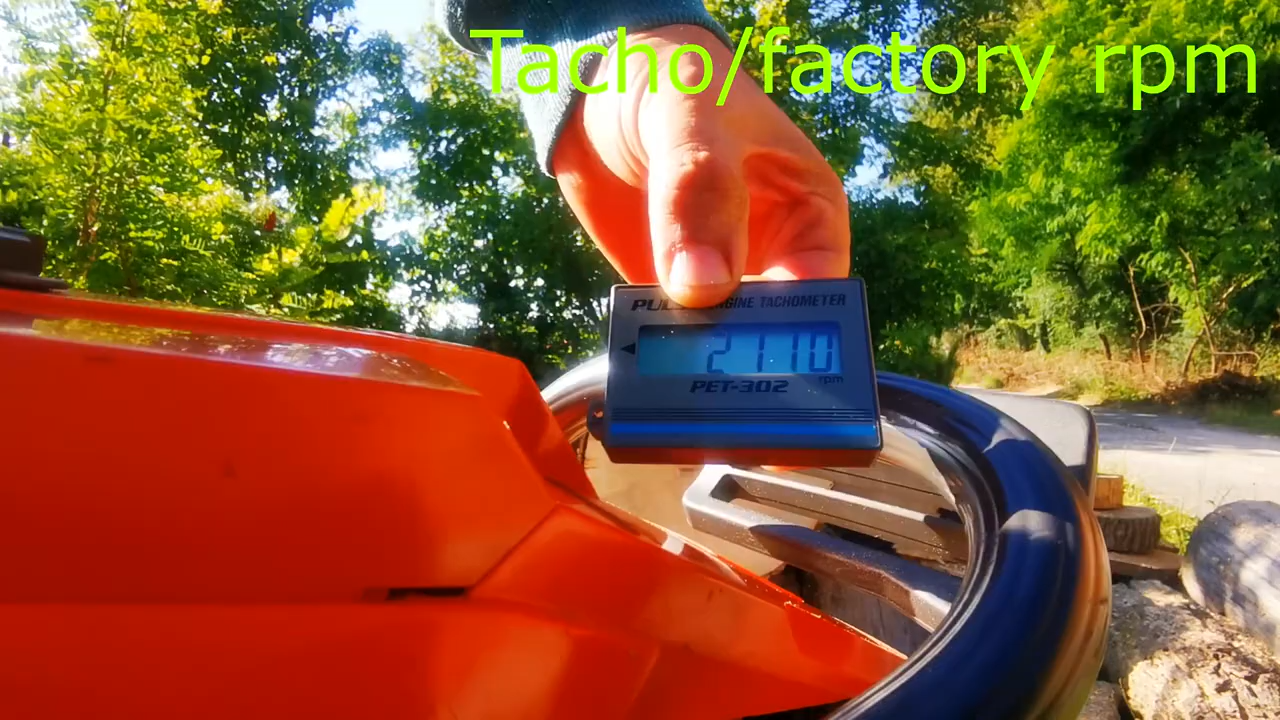 Tacho/factory rpm
ENGINE TACHOMETER
2110
rpm
PET-302